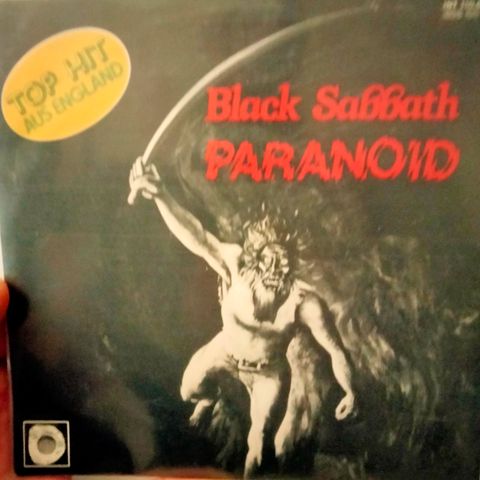 TOP HIT
AUS ENGLAND
Black Sabbath
PARANOID